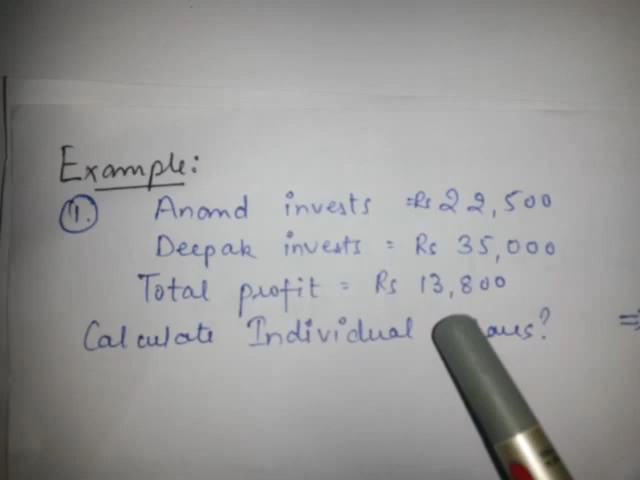 Example:
1. Anand invests =Rs 22,500
Deepak invests = Rs 35,000
Total profit = Rs 13,800
Calculate Individual ?
⇒